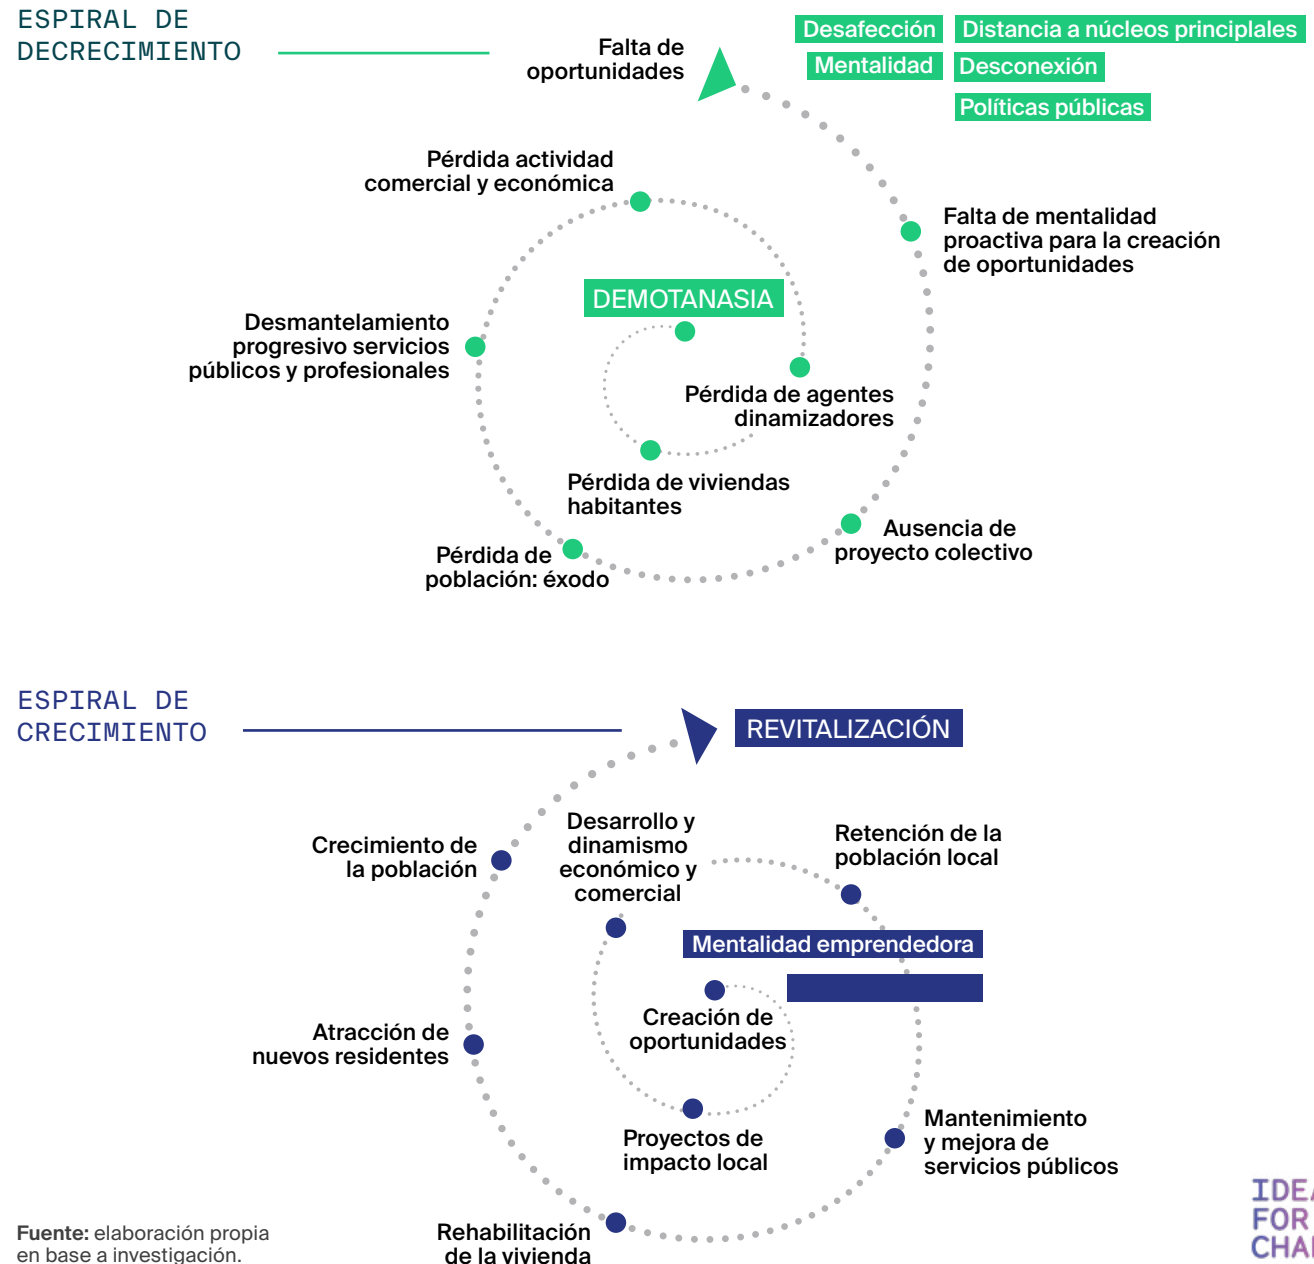 ESPIRAL DE
DECRECIMIENTO
Falta de
oportunidades
Desafección
Distancia a núcleos principlales
Mentalidad
Desconexión
Políticas públicas
Pérdida actividad
comercial y económica
Falta de mentalidad
proactiva para la creación
de oportunidades
DEMOTANASIA
Desmantelamiento
progresivo servicios
públicos y profesionales
Pérdida de agentes
dinamizadores
Pérdida de viviendas
habitantes
Ausencia de
proyecto colectivo
Pérdida de
población: éxodo
ESPIRAL DE
CRECIMIENTO
REVITALIZACIÓN
Crecimiento de
la población
Desarrollo y
dinamismo
económico y
comercial
Retención de la
población local
Mentalidad emprendedora
Creación de
oportunidades
Atracción de
nuevos residentes
Proyectos de
impacto local
Mantenimiento
y mejora de
servicios públicos
Rehabilitación
de la vivienda
Fuente: elaboración propia
en base a investigación.
FOR